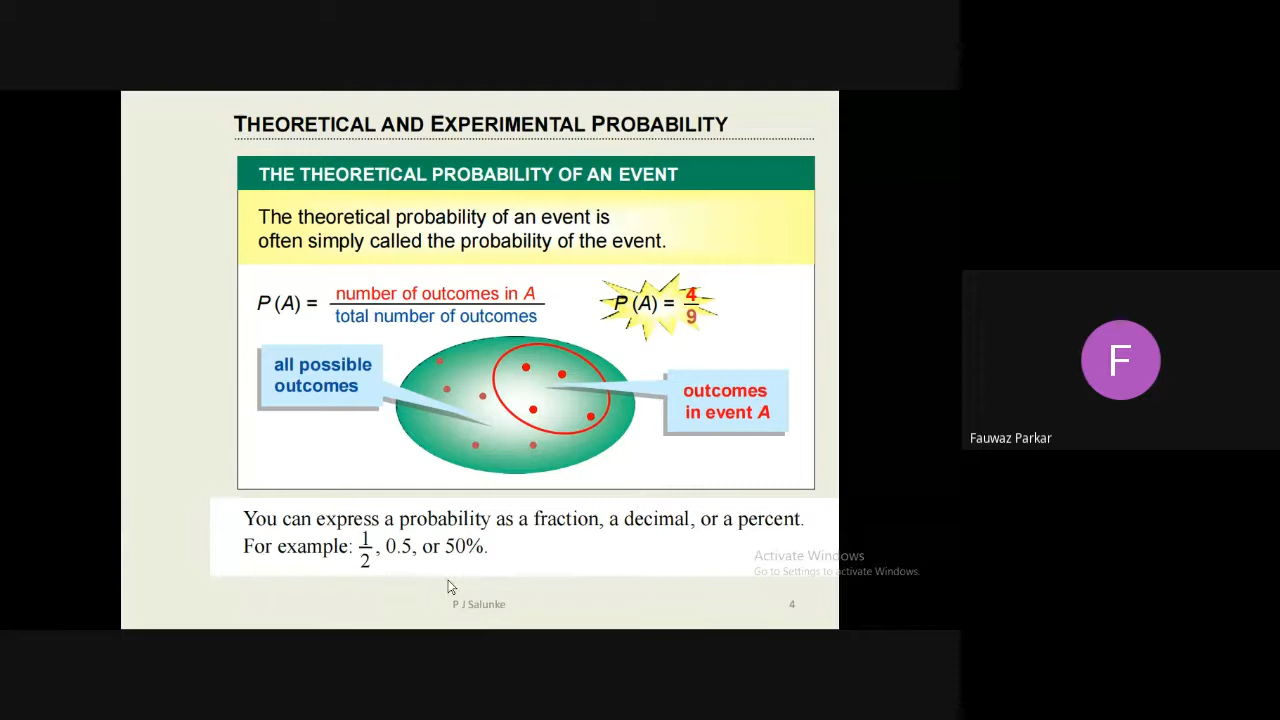 THEORETICAL AND EXPERIMENTAL PROBABILITY
THE THEORETICAL PROBABILITY OF AN EVENT
The theoretical probability of an event is
often simply called the probability of the event.
P (A) = number of outcomes in A / total number of outcomes
P (A) = 4/9
all possible
outcomes
outcomes
in event A
You can express a probability as a fraction, a decimal, or a percent.
For example: 1/2, 0.5, or 50%.
Activate Windows
Go to Settings to activate Windows.
P J Salunke
4
F
Fauwaz Parkar